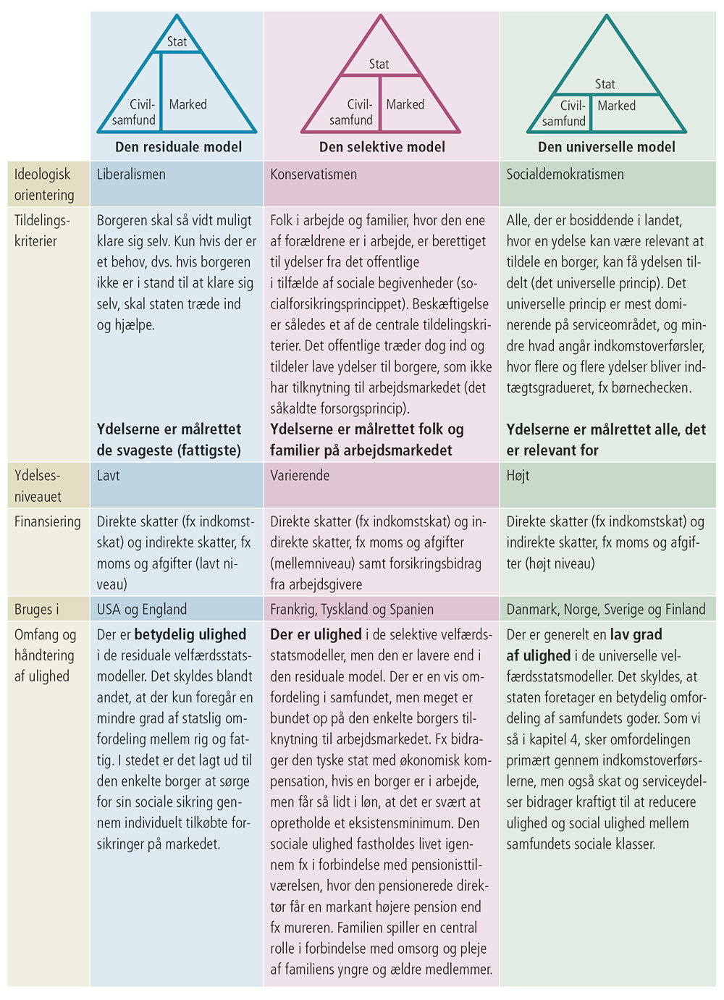 Stat
Civil-
samfund
Marked
Den residuale model
Stat
Civil-
samfund
Marked
Den selektive model
Stat
Civil-
samfund
Marked
Den universelle model
Ideologisk
orientering
Liberalismen
Konservatismen
Socialdemokratismen
Tildelings-
kriterier
Borgeren skal så vidt muligt
klare sig selv. Kun hvis der er
et behov, dvs. hvis borgeren
ikke er i stand til at klare sig
selv, skal staten træde ind
og hjælpe.
Ydelserne er målrettet
de svageste (fattigste)
Folk i arbejde og familier, hvor den ene
af forældrene er i arbejde, er berettiget
til ydelser fra det offentlige
i tilfælde af sociale begivenheder (so-
cialforsikringsprincippet). Beskæftigelse
er således et af de centrale tildelingskri-
terier. Det offentlige træder dog ind og
tildeler lave ydelser til borgere, som ikke
har tilknytning til arbejdsmarkedet (det
såkaldte forsorgsprincip).
Ydelserne er målrettet folk og
familier på arbejdsmarkedet
Alle, der er bosiddende i landet,
hvor en ydelse kan være relevant at
tildele en borger, kan få ydelsen til-
delt (det universelle princip). Det
universelle princip er mest domi-
nerende på serviceområdet, og min-
dre hvad angår indkomstoverførsler,
hvor flere og flere ydelser bliver ind-
tægtsgradueret, fx børnechecken.
Ydelserne er målrettet alle, det
er relevant for
Ydelses-
niveauet
Lavt
Varierende
Højt
Finansiering
Direkte skatter (fx indkomst-
skat) og indirekte skatter, fx
moms og afgifter (lavt ni-
veau)
Direkte skatter (fx indkomstskat) og in-
direkte skatter, fx moms og afgifter
(mellemniveau) samt forsikringsbidrag
fra arbejdsgivere
Direkte skatter (fx indkomstskat) og
indirekte skatter, fx moms og afgif-
ter (højt niveau)
Bruges i
USA og England
Frankrig, Tyskland og Spanien
Danmark, Norge, Sverige og Finland
Omfang og
håndtering
af ulighed
Der er betydelig ulighed
i de residuale velfærdsstats-
modeller. Det skyldes blandt
andet, at der kun foregår en
mindre grad af statslig om-
fordeling mellem rig og fat-
tig. I stedet er det lagt ud til
den enkelte borger at sørge
for sin sociale sikring gen-
nem individuelt tilkøbte for-
sikringer på markedet.
Der er ulighed i de selektive velfærds-
statsmodeller, men den er lavere end i
den residuale model. Der er en vis om-
fordeling i samfundet, men meget er
bundet op på den enkelte borgers til-
knytning til arbejdsmarkedet. Fx bidra-
ger den tyske stat med økonomisk kom-
pensation, hvis en borger er i arbejde,
men får så lidt i løn, at det er svært at
opretholde et eksistensminimum. Den
sociale ulighed fastholdes livet igen-
nem fx i forbindelse med pensionisttil-
værelsen, hvor den pensionerede direk-
tør får en markant højere pension end
fx mureren. Familien spiller en central
rolle i forbindelse med omsorg og pleje
af familiens yngre og ældre medlemmer.
Der er generelt en lav grad
af ulighed i de universelle vel-
færdsstatsmodeller. Det skyldes, at
staten foretager en betydelig omfor-
deling af samfundets goder. Som vi
så i kapitel 4, sker omfordelingen
primært gennem indkomstoverførs-
lerne, men også skat og serviceydel-
ser bidrager kraftigt til at reducere
ulighed og social ulighed mellem
samfundets sociale klasser.